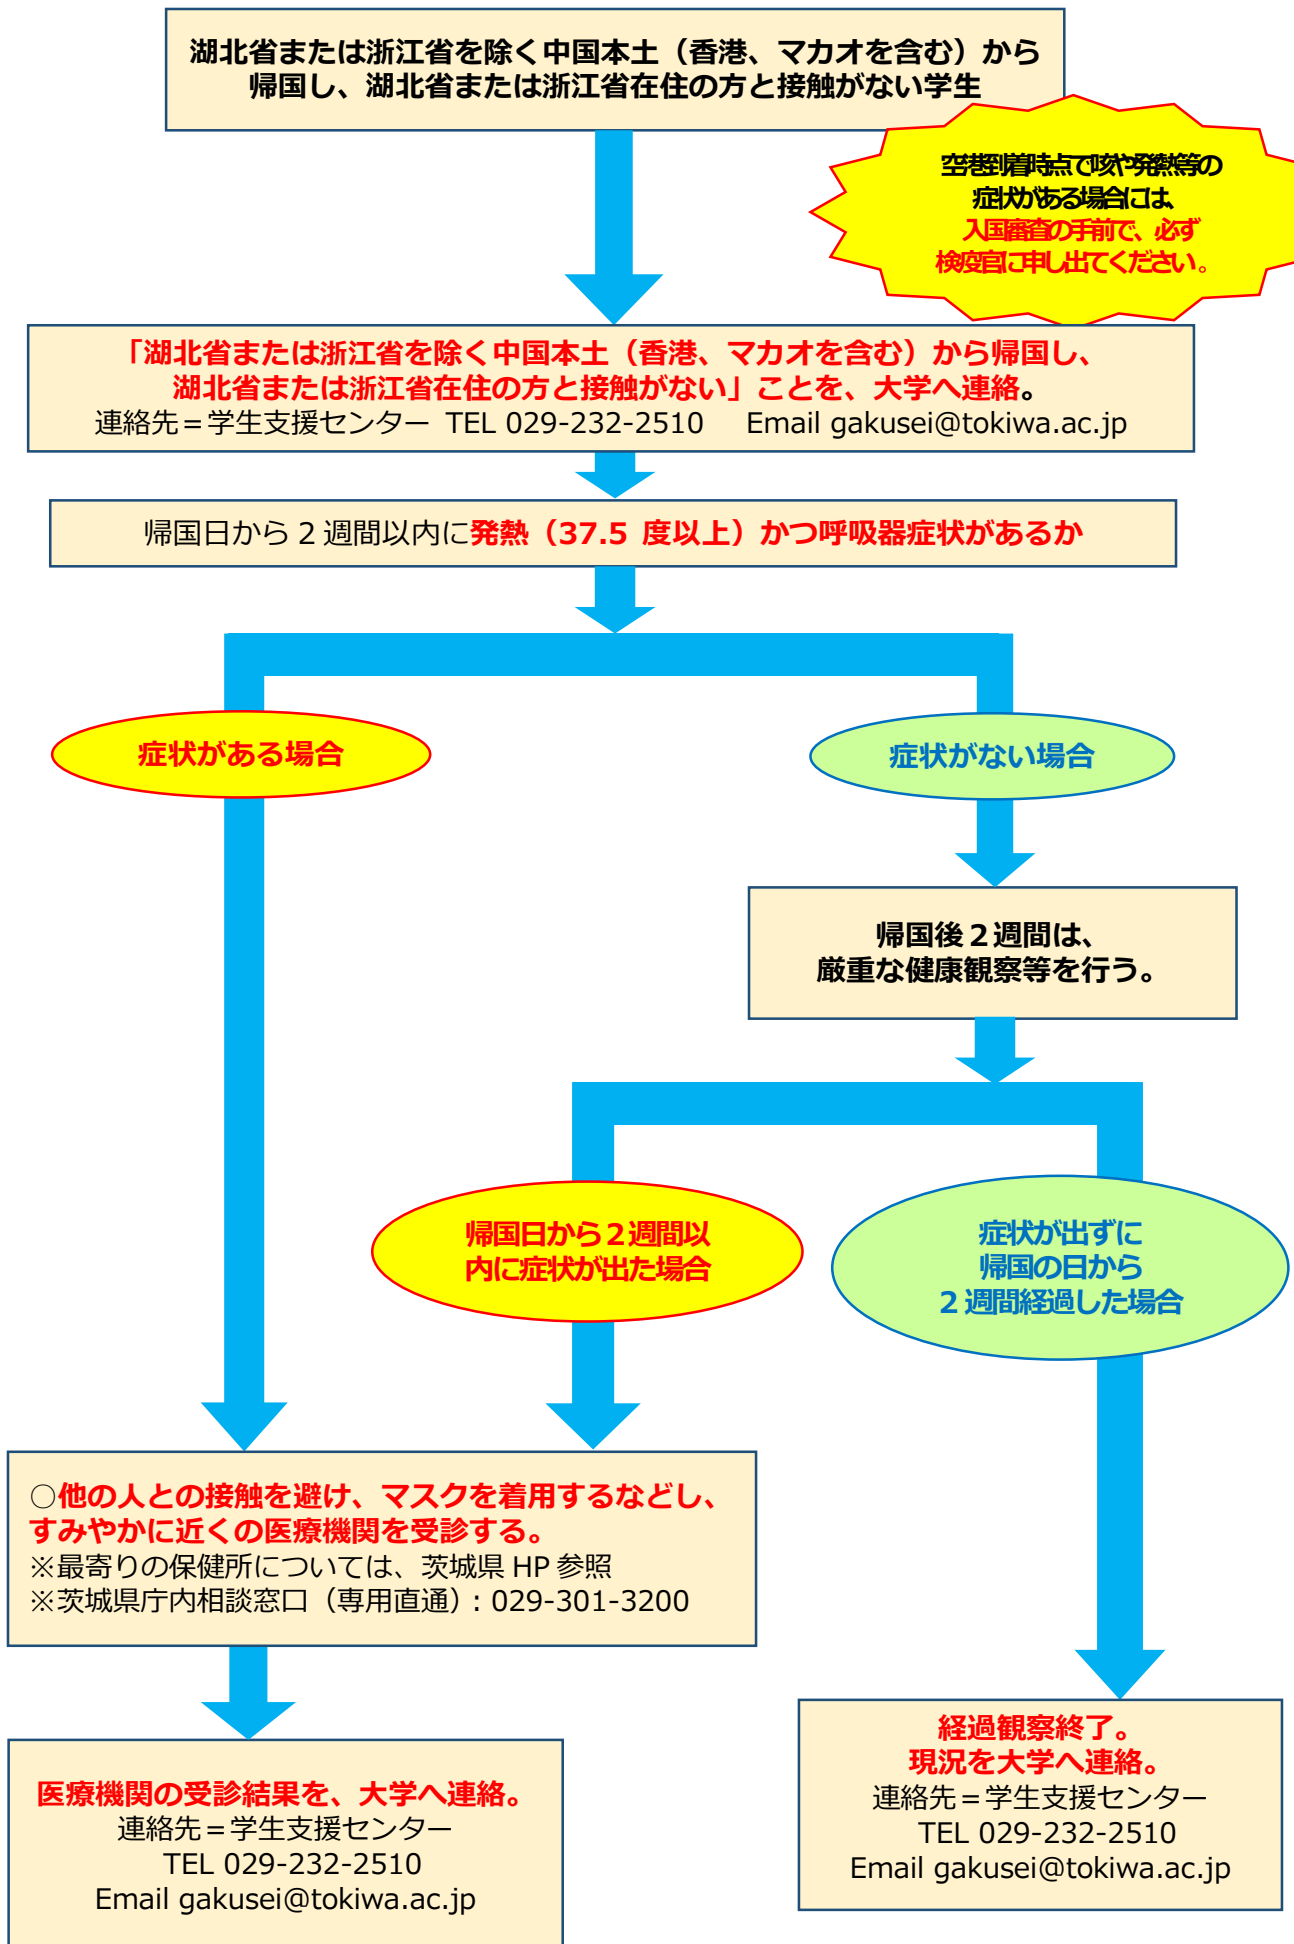 湖北省または浙江省を除く中国本土（香港、マカオを含む）から
帰国し、湖北省または浙江省在住の方と接触がない学生
空港到着時点で咳や発熱等の
症状がある場合には、
入国審査の手前で、必ず
検疫官に申し出てください。
「湖北省または浙江省を除く中国本土（香港、マカオを含む）から帰国し、
湖北省または浙江省在住の方と接触がない」ことを、大学へ連絡。
連絡先＝学生支援センター TEL 029-232-2510 Email gakusei@tokiwa.ac.jp
帰国日から２週間以内に発熱（37.5 度以上）かつ呼吸器症状があるか
症状がある場合
症状がない場合
帰国後２週間は、
厳重な健康観察等を行う。
帰国日から２週間以
内に症状が出た場合
症状が出ずに
帰国の日から
２週間経過した場合
○他の人との接触を避け、マスクを着用するなどし、
すみやかに近くの医療機関を受診する。
※最寄りの保健所については、茨城県 HP 参照
※茨城県庁内相談窓口（専用直通）：029-301-3200
経過観察終了。
現況を大学へ連絡。
連絡先＝学生支援センター
TEL 029-232-2510
Email gakusei@tokiwa.ac.jp
医療機関の受診結果を、大学へ連絡。
連絡先＝学生支援センター
TEL 029-232-2510
Email gakusei@tokiwa.ac.jp